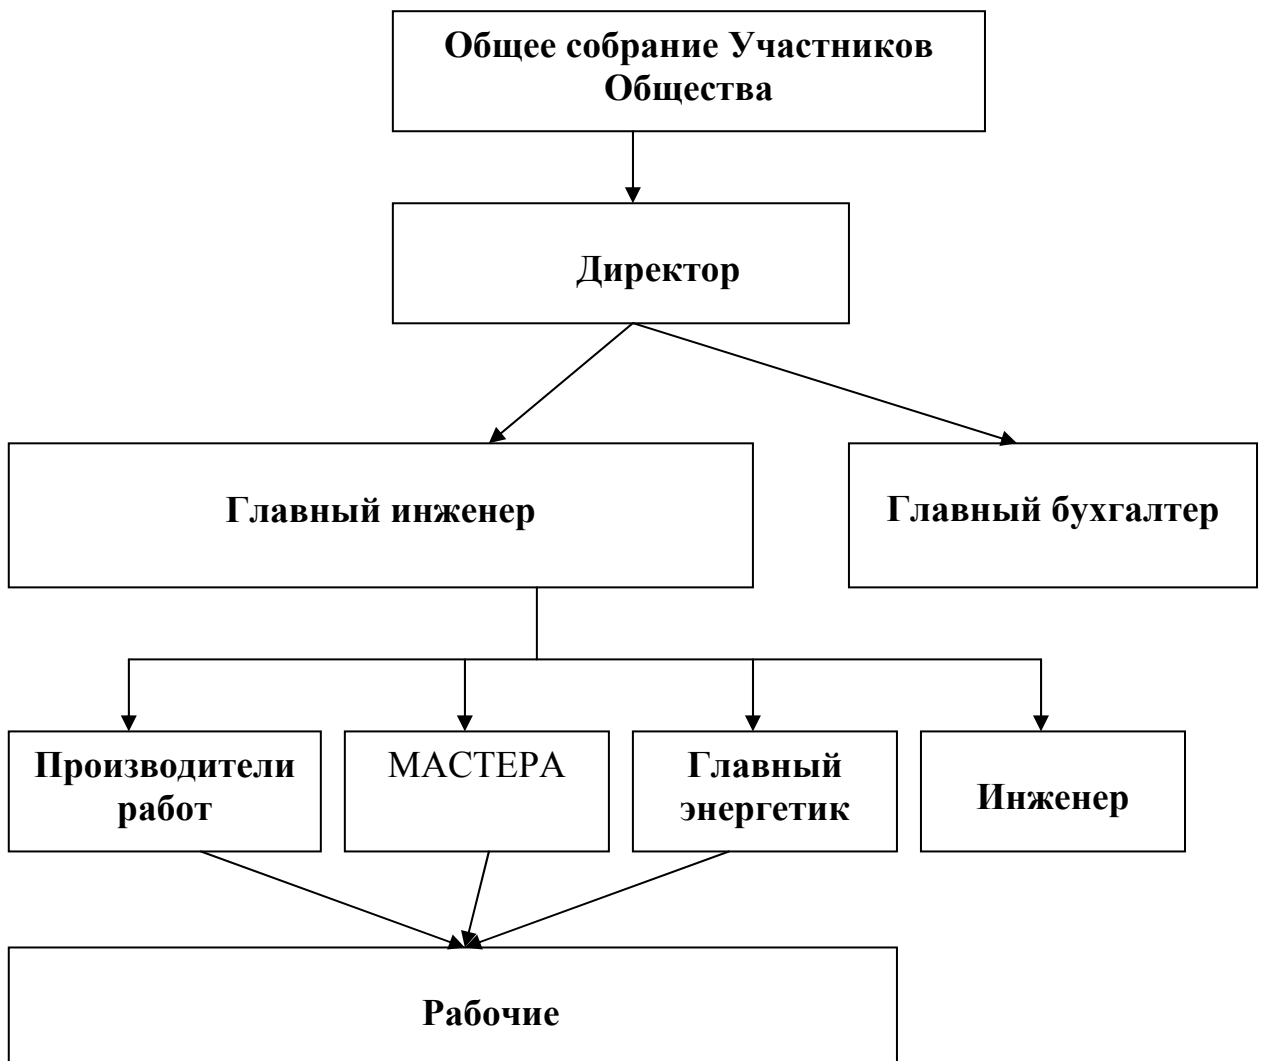 Общее собрание Участников
Общества
Директор
Главный инженер
Главный бухгалтер
Производители
работ
МАСТЕРА
Главный
энергетик
Инженер
Рабочие